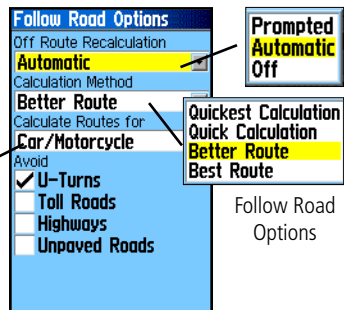 Follow Road Options
Off Route Recalculation
Automatic
Calculation Method
Better Route
Calculate Routes for
Car/Motorcycle
Avoid
U-Turns
Toll Roads
Highways
Unpaved Roads
Prompted
Automatic
Off
Quickest Calculation
Quick Calculation
Better Route
Best Route
Follow Road
Options